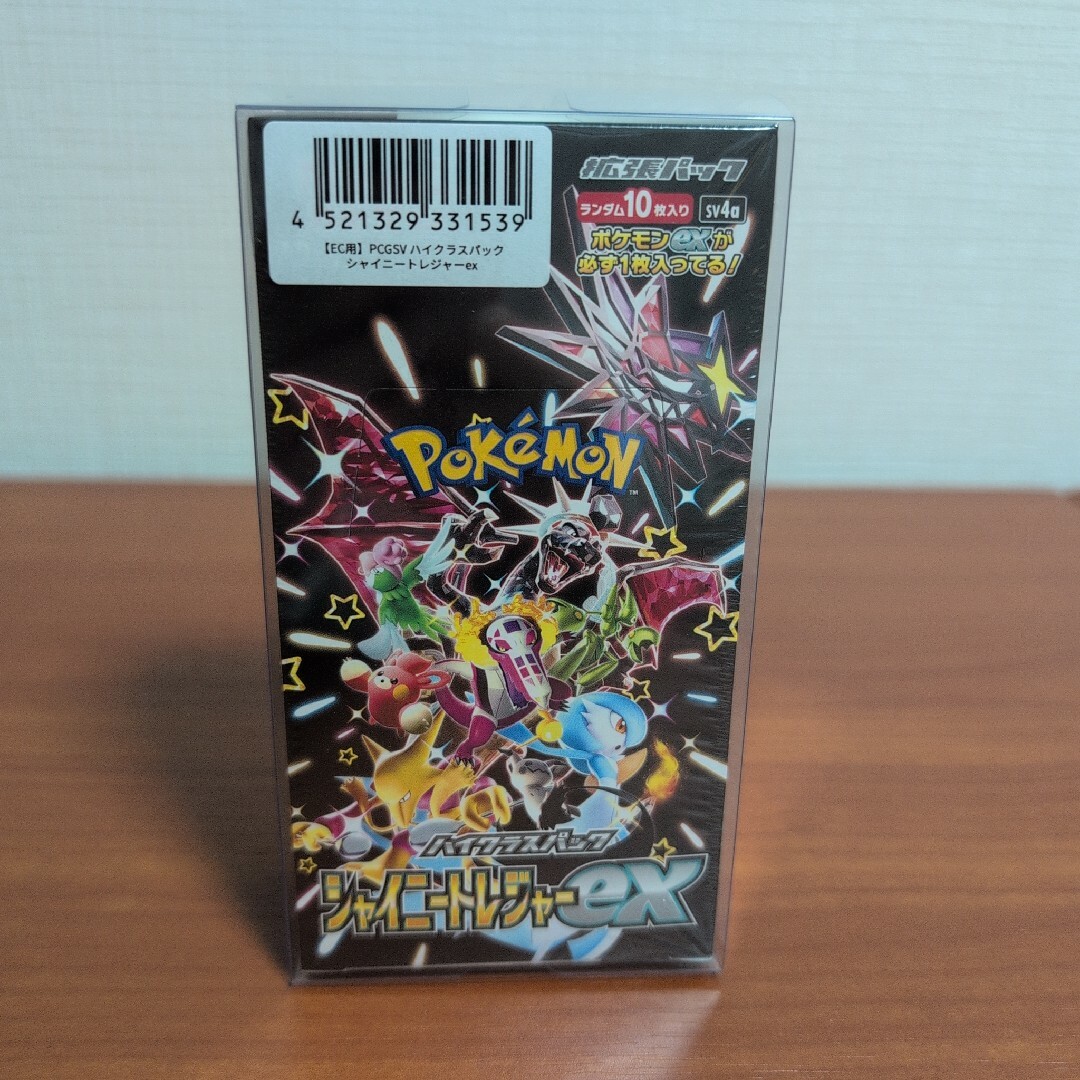 4 521329 331539
【EC用】PCGSV ハイクラスパック
シャイニートレジャーex
拡張パック
ランダム10枚入り SV4a
ポケモンexが
必ず1枚入ってる!
POKéMON
TM
ハイクラスパック
シャイニートレジャーex